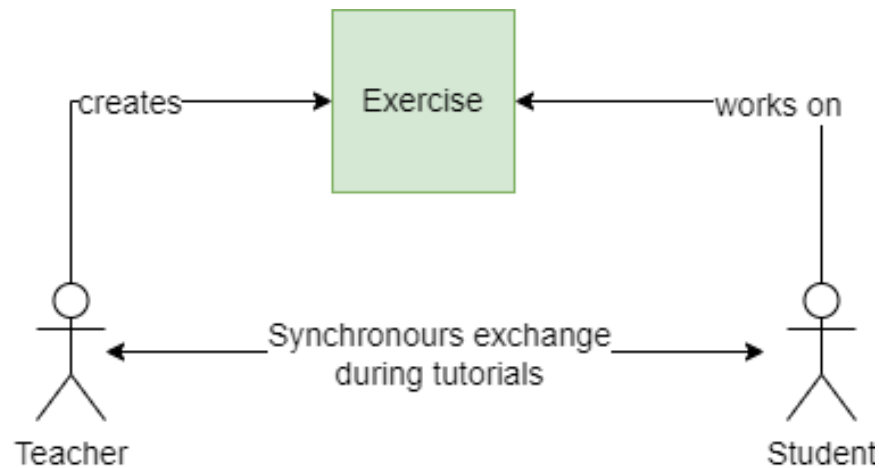 creates
Exercise
works on
Synchronours exchange
during tutorials
Teacher
Student